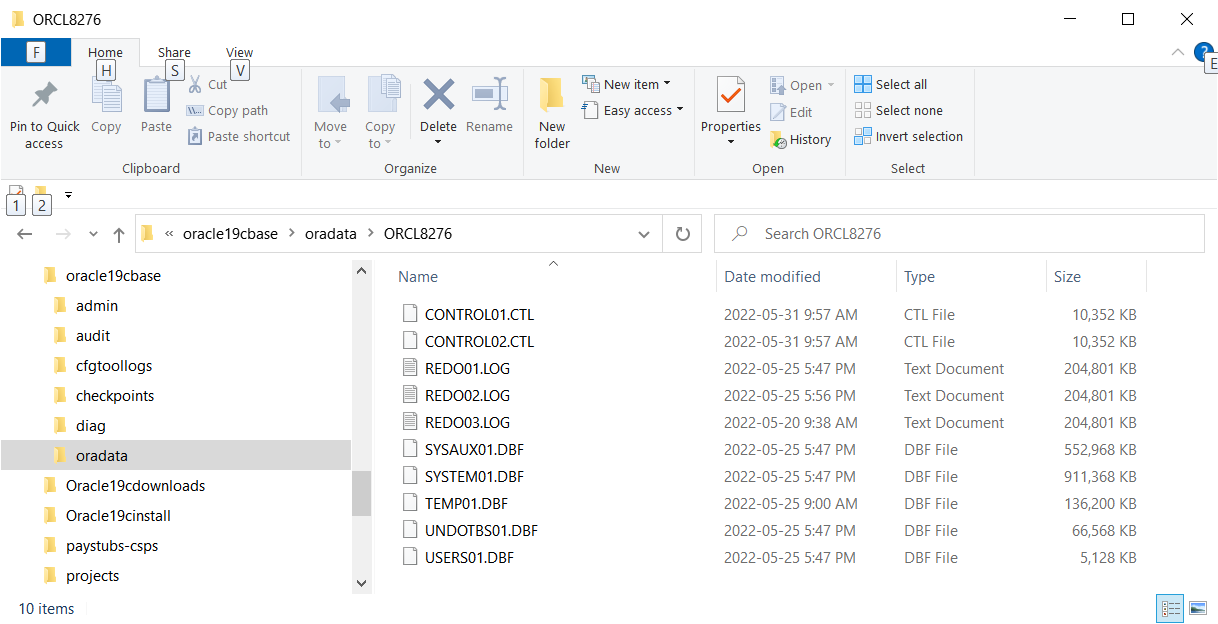 ORCL8276
F
Home
Share
View
H
S
V
?
E
Pin to Quick access
Copy
Paste
Cut
Copy path
Paste shortcut
Clipboard
Move to
Copy to
Delete
Rename
Organize
New folder
New item
Easy access
New
Properties
Open
Edit
History
Open
Select all
Select none
Invert selection
Select
1
2
« oracle19cbase > oradata > ORCL8276
Search ORCL8276
oracle19cbase
admin
audit
cfgtoollogs
checkpoints
diag
oradata
Oracle19cdownloads
Oracle19cinstall
paystubs-csps
projects
Name Date modified Type Size
CONTROL01.CTL 2022-05-31 9:57 AM CTL File 10,352 KB
CONTROL02.CTL 2022-05-31 9:57 AM CTL File 10,352 KB
REDO01.LOG 2022-05-25 5:47 PM Text Document 204,801 KB
REDO02.LOG 2022-05-25 5:56 PM Text Document 204,801 KB
REDO03.LOG 2022-05-20 9:38 AM Text Document 204,801 KB
SYSAUX01.DBF 2022-05-25 5:47 PM DBF File 552,968 KB
SYSTEM01.DBF 2022-05-25 5:47 PM DBF File 911,368 KB
TEMP01.DBF 2022-05-25 9:00 AM DBF File 136,200 KB
UNDOTBS01.DBF 2022-05-25 5:47 PM DBF File 66,568 KB
USERS01.DBF 2022-05-25 5:47 PM DBF File 5,128 KB
10 items